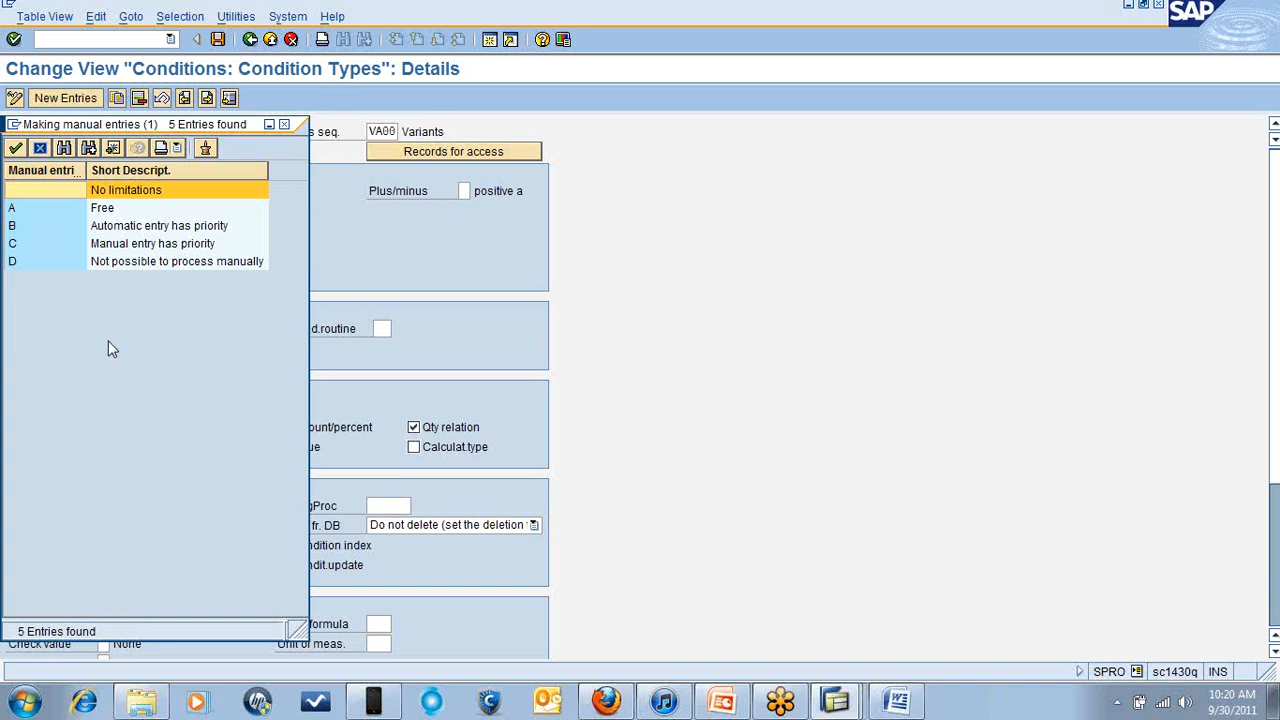 Table View Edit Goto Selection Utilities System Help
SAP
Change View "Conditions: Condition Types": Details
New Entries
Making manual entries (1) 5 Entries found
s seq. VA00 Variants
Records for access
Manual entri... Short Descript.
No limitations
Plus/minus positive a
A Free
B Automatic entry has priority
C Manual entry has priority
D Not possible to process manually
d.routine
ount/percent Qty relation
ue Calculat.type
gProc
fr. DB Do not delete (set the deletion
ndition index
ndit.update
formula
5 Entries found
Check value None Unit of meas.
SPRO sc1430q INS
10:20 AM
9/30/2011